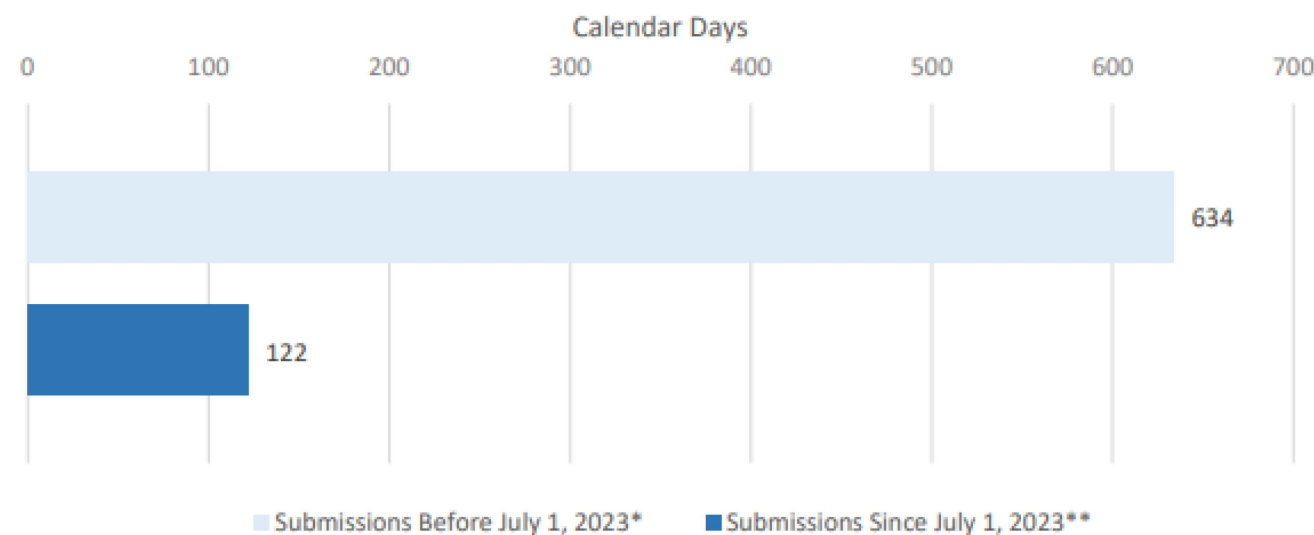 Calendar Days
0 100 200 300 400 500 600 700
634
122
Submissions Before July 1, 2023* Submissions Since July 1, 2023**